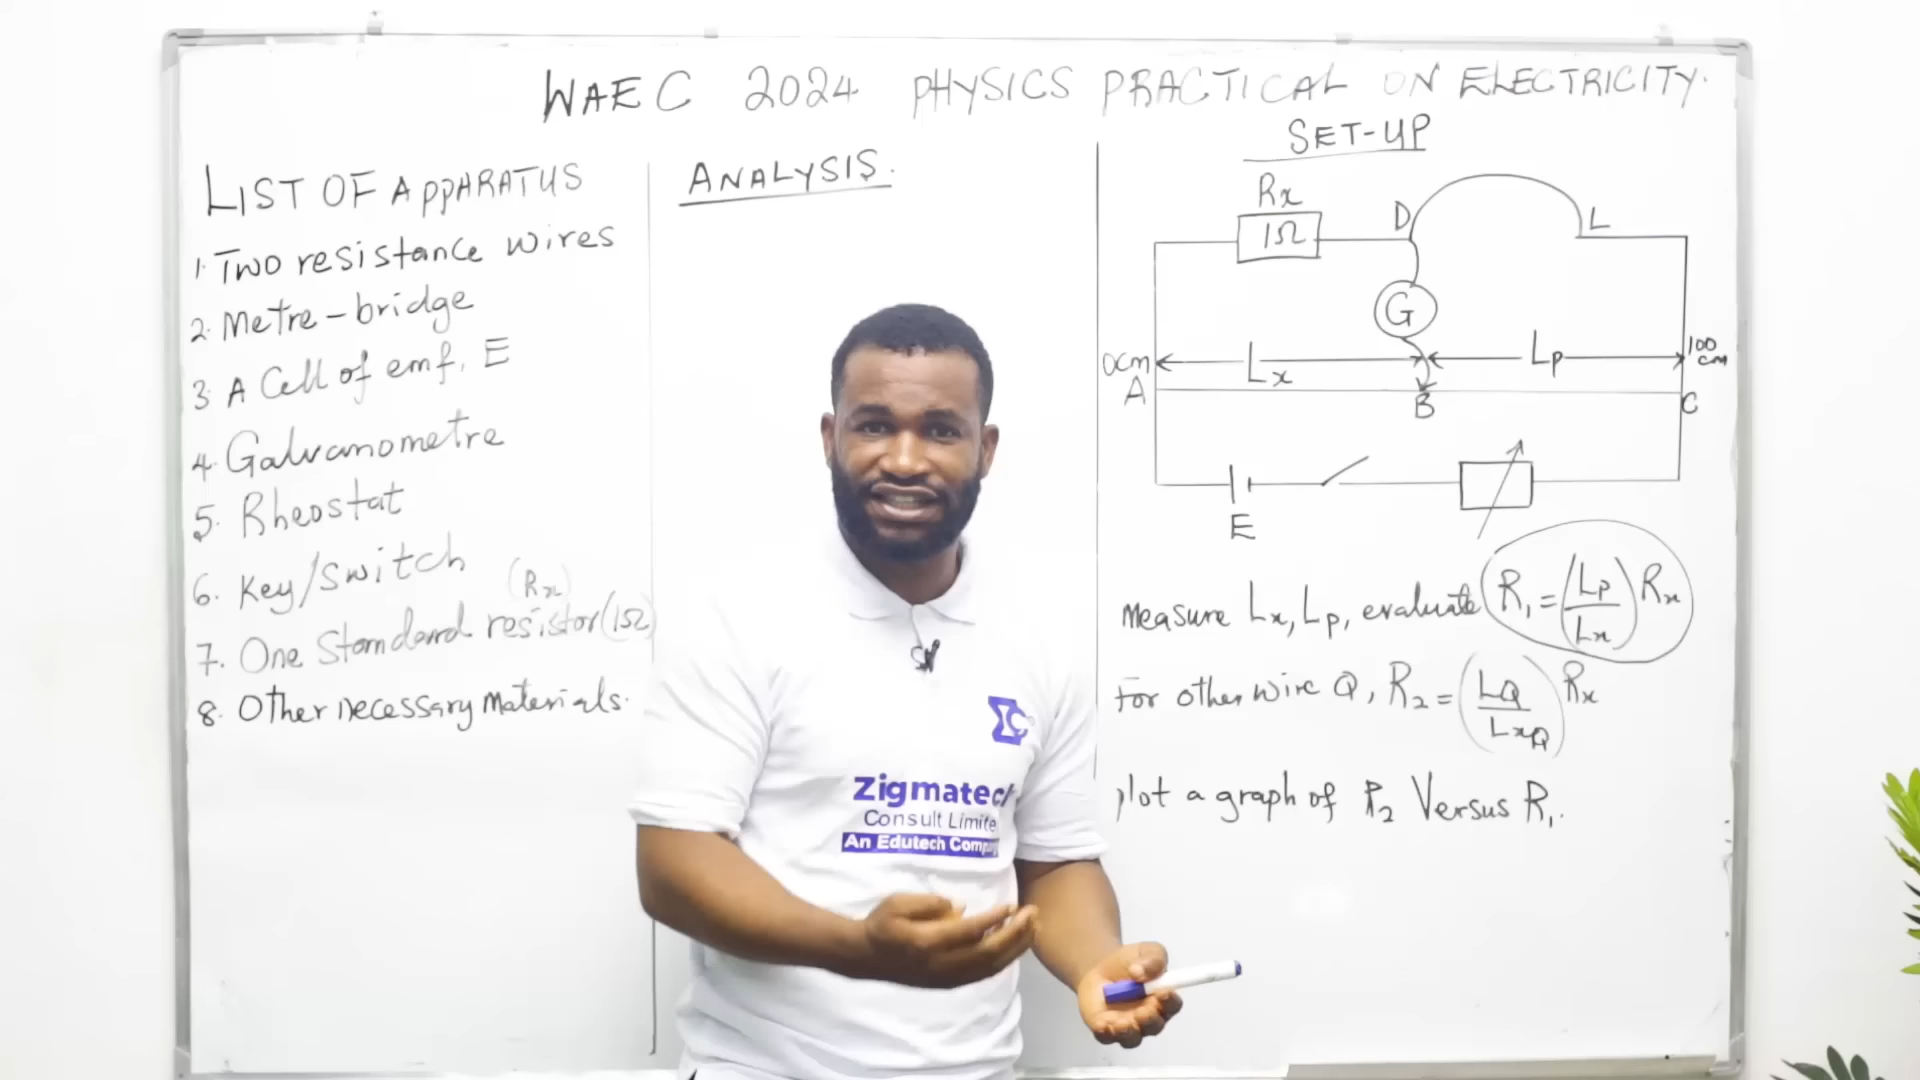 WAEC 2024 PHYSICS PRACTICAL ON ELECTRICITY.
LIST OF APPARATUS
1. Two resistance wires
2. Metre-bridge
3. A Cell of emf, E
4. Galvanometre
5. Rheostat
6. Key/switch
7. One Standard resistor (1Ω)
(Rx)
8. Other necessary materials.
ANALYSIS.
SET-UP
Rx
1Ω
D
L
G
0cm
Lx
Lp
100 cm
A
B
C
E
measure Lx, Lp, evaluate R₁ = (Lp/Lx) Rx
For other wire Q, R₂ = (LQ/LxQ) Rx
plot a graph of R₂ Versus R₁.
Zigmatech
Consult Limite
An Edutech Comp